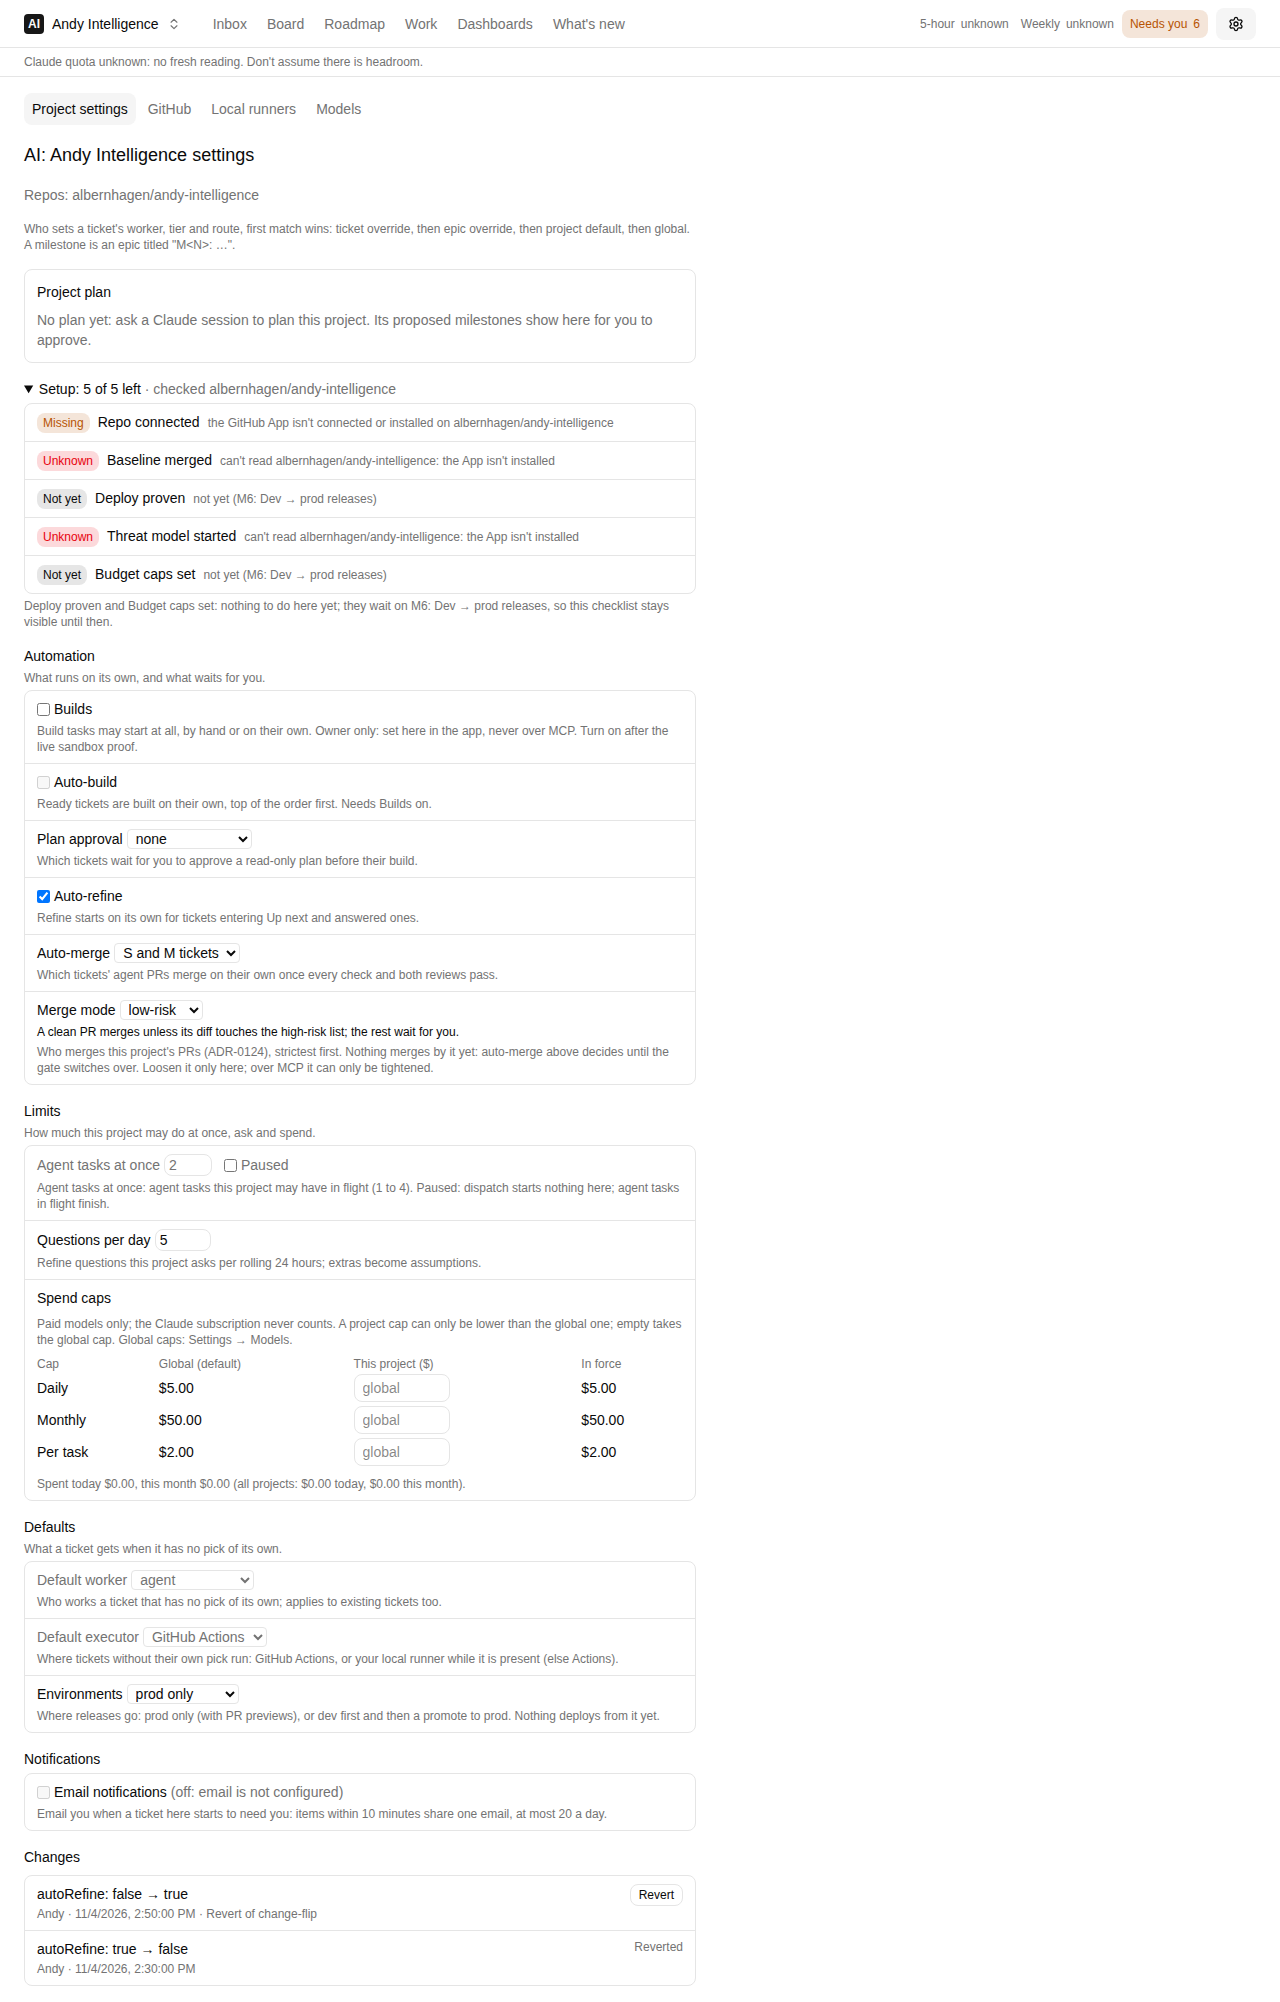 AI Andy Intelligence Inbox Board Roadmap Work Dashboards What's new 5-hour unknown Weekly unknown Needs you 6
Claude quota unknown: no fresh reading. Don't assume there is headroom.
Project settings GitHub Local runners Models
AI: Andy Intelligence settings
Repos: albernhagen/andy-intelligence
Who sets a ticket's worker, tier and route, first match wins: ticket override, then epic override, then project default, then global.
A milestone is an epic titled "M<N>: …".
Project plan
No plan yet: ask a Claude session to plan this project. Its proposed milestones show here for you to
approve.
▼ Setup: 5 of 5 left · checked albernhagen/andy-intelligence
Missing Repo connected the GitHub App isn't connected or installed on albernhagen/andy-intelligence
Unknown Baseline merged can't read albernhagen/andy-intelligence: the App isn't installed
Not yet Deploy proven not yet (M6: Dev → prod releases)
Unknown Threat model started can't read albernhagen/andy-intelligence: the App isn't installed
Not yet Budget caps set not yet (M6: Dev → prod releases)
Deploy proven and Budget caps set: nothing to do here yet; they wait on M6: Dev → prod releases, so this checklist stays
visible until then.
Automation
What runs on its own, and what waits for you.
Builds
Build tasks may start at all, by hand or on their own. Owner only: set here in the app, never over MCP. Turn on after the
live sandbox proof.
Auto-build
Ready tickets are built on their own, top of the order first. Needs Builds on.
Plan approval none
Which tickets wait for you to approve a read-only plan before their build.
Auto-refine
Refine starts on its own for tickets entering Up next and answered ones.
Auto-merge S and M tickets
Which tickets' agent PRs merge on their own once every check and both reviews pass.
Merge mode low-risk
A clean PR merges unless its diff touches the high-risk list; the rest wait for you.
Who merges this project's PRs (ADR-0124), strictest first. Nothing merges by it yet: auto-merge above decides until the
gate switches over. Loosen it only here; over MCP it can only be tightened.
Limits
How much this project may do at once, ask and spend.
Agent tasks at once 2 Paused
Agent tasks at once: agent tasks this project may have in flight (1 to 4). Paused: dispatch starts nothing here; agent tasks
in flight finish.
Questions per day 5
Refine questions this project asks per rolling 24 hours; extras become assumptions.
Spend caps
Paid models only; the Claude subscription never counts. A project cap can only be lower than the global one; empty takes
the global cap. Global caps: Settings → Models.
Cap Global (default) This project ($) In force
Daily $5.00 global $5.00
Monthly $50.00 global $50.00
Per task $2.00 global $2.00
Spent today $0.00, this month $0.00 (all projects: $0.00 today, $0.00 this month).
Defaults
What a ticket gets when it has no pick of its own.
Default worker agent
Who works a ticket that has no pick of its own; applies to existing tickets too.
Default executor GitHub Actions
Where tickets without their own pick run: GitHub Actions, or your local runner while it is present (else Actions).
Environments prod only
Where releases go: prod only (with PR previews), or dev first and then a promote to prod. Nothing deploys from it yet.
Notifications
Email notifications (off: email is not configured)
Email you when a ticket here starts to need you: items within 10 minutes share one email, at most 20 a day.
Changes
autoRefine: false → true Revert
Andy · 11/4/2026, 2:50:00 PM · Revert of change-flip
autoRefine: true → false Reverted
Andy · 11/4/2026, 2:30:00 PM